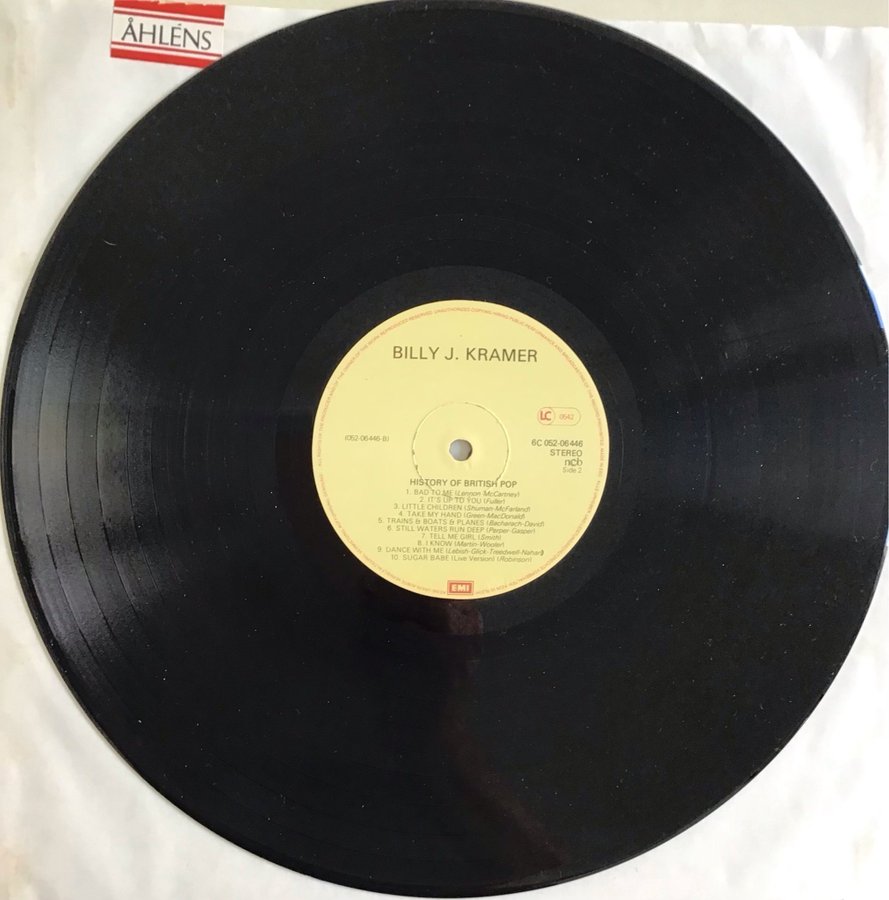 ÅHLÉNS
BILLY J. KRAMER
LC 0542
(052-06446-B)
6C 052-06446
STEREO
ncb
Side 2
HISTORY OF BRITISH POP
1. BAD TO ME (Lennon-McCartney)
2. IT'S UP TO YOU (Fuller)
3. LITTLE CHILDREN (Shuman-McFarland)
4. TAKE MY HAND (Green-MacDonald)
5. TRAINS & BOATS & PLANES (Bacharach-David)
6. STILL WATERS RUN DEEP (Perper-Gasper)
7. TELL ME GIRL (Smith)
8. I KNOW (Martin-Wooler)
9. DANCE WITH ME (Lebish-Glick-Treedwell-Nahan)
10. SUGAR BABE (Live Version) (Robinson)
EMI